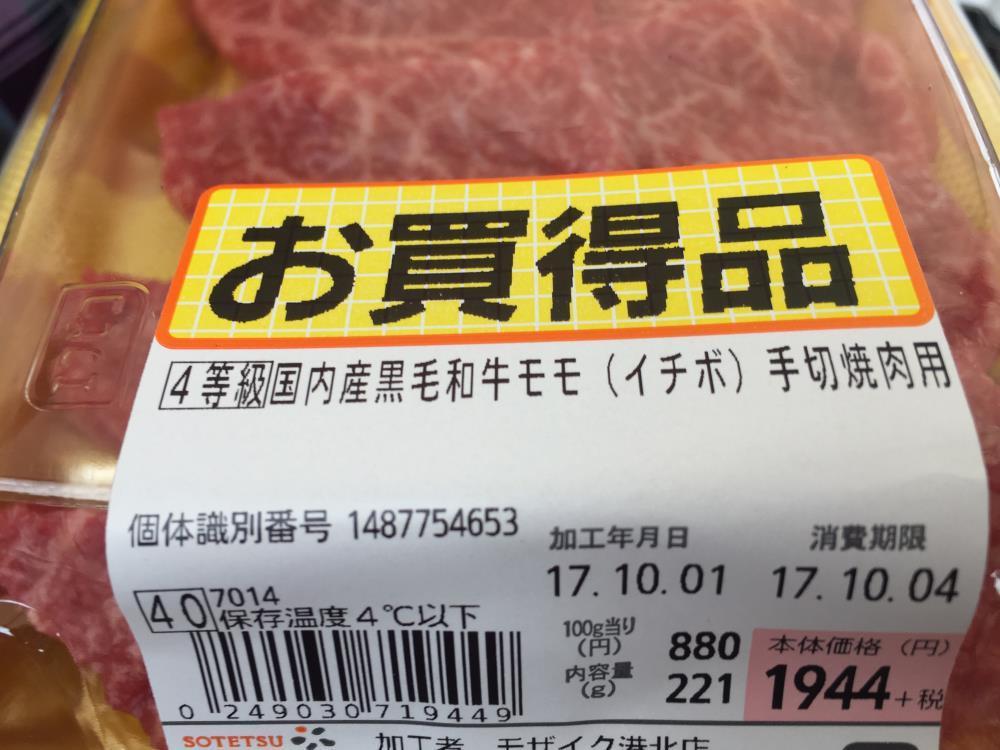 お買得品
4等級国内産黒毛和牛モモ（イチボ）手切焼肉用
個体識別番号 1487754653
加工年月日 消費期限
17.10.01 17.10.04
40 7014
保存温度4℃以下
100g当り
(円) 880
内容量
(g) 221
本体価格（円）
1944+税
0 249030 719449
SOTETSU 加工者 モザイク港北店